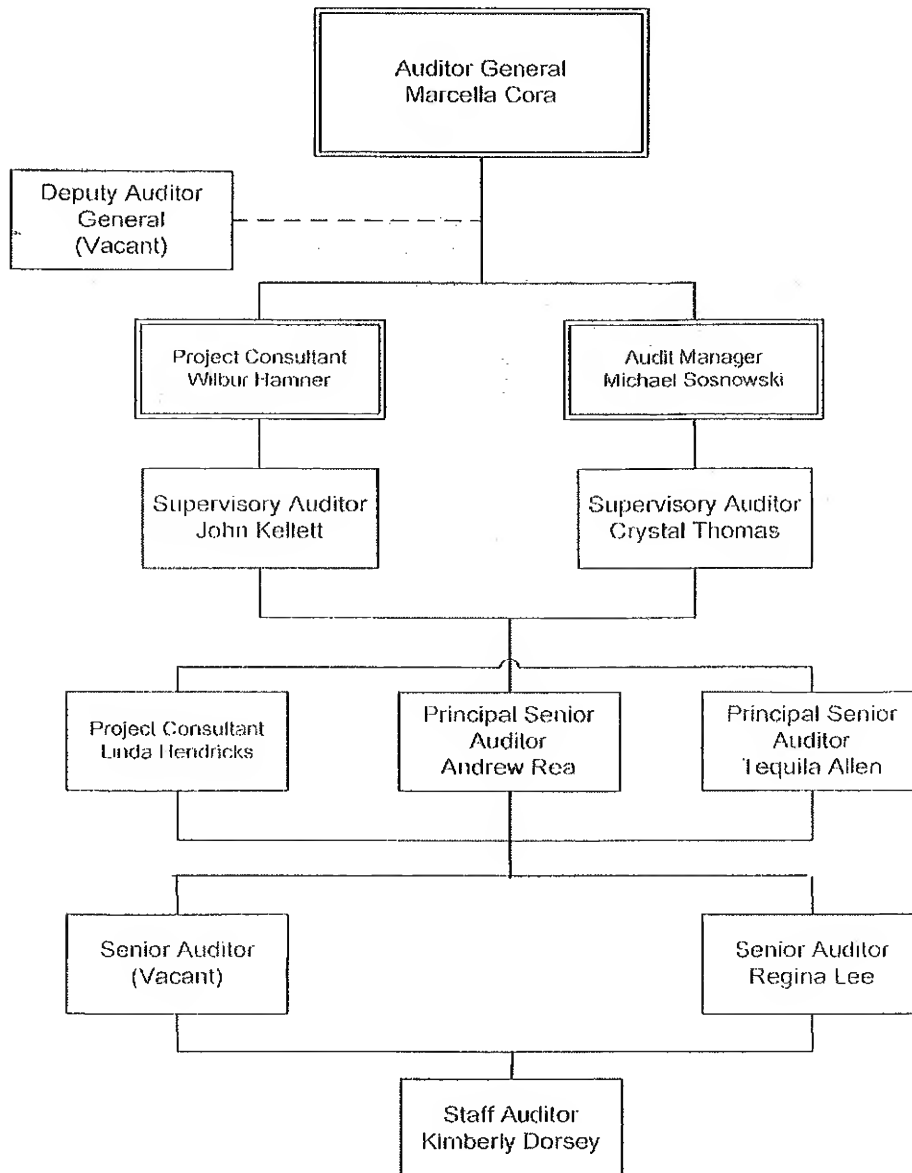 Auditor General
Marcella Cora
Deputy Auditor
General
(Vacant)
Project Consultant
Wilbur Hamner
Audit Manager
Michael Sosnowski
Supervisory Auditor
John Kellett
Supervisory Auditor
Crystal Thomas
Project Consultant
Linda Hendricks
Principal Senior
Auditor
Andrew Rea
Principal Senior
Auditor
Tequila Allen
Senior Auditor
(Vacant)
Senior Auditor
Regina Lee
Staff Auditor
Kimberly Dorsey